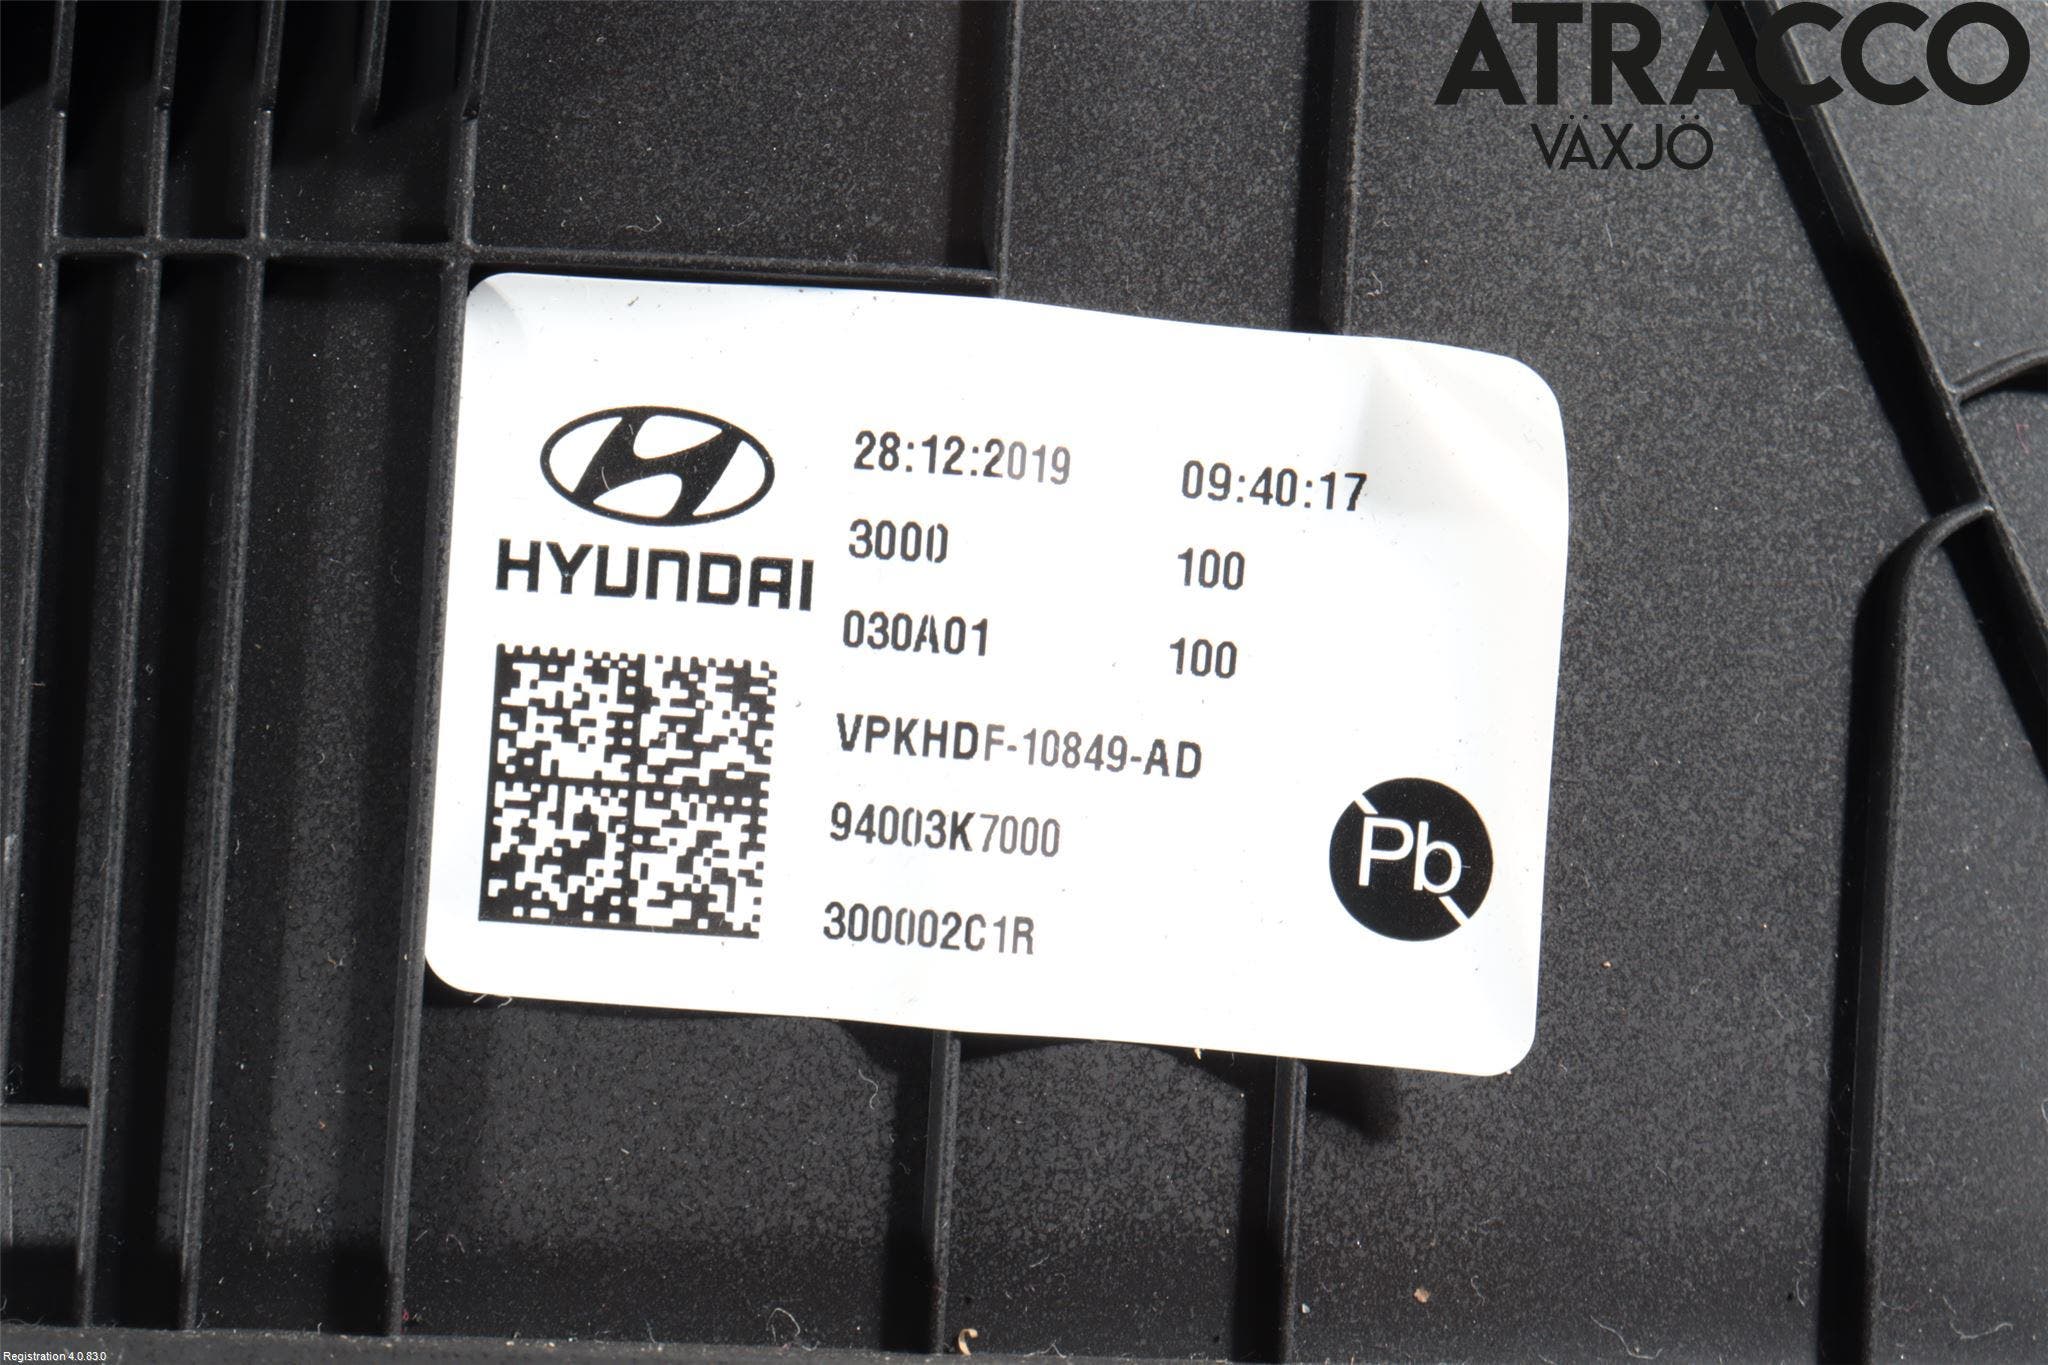 ATRACCO
VÄXJÖ
HYUNDAI
28:12:2019 09:40:17
3000 100
030A01 100
VPKHDF-10849-AD
94003K7000
300002C1R
Pb
Registration 4.0.83.0